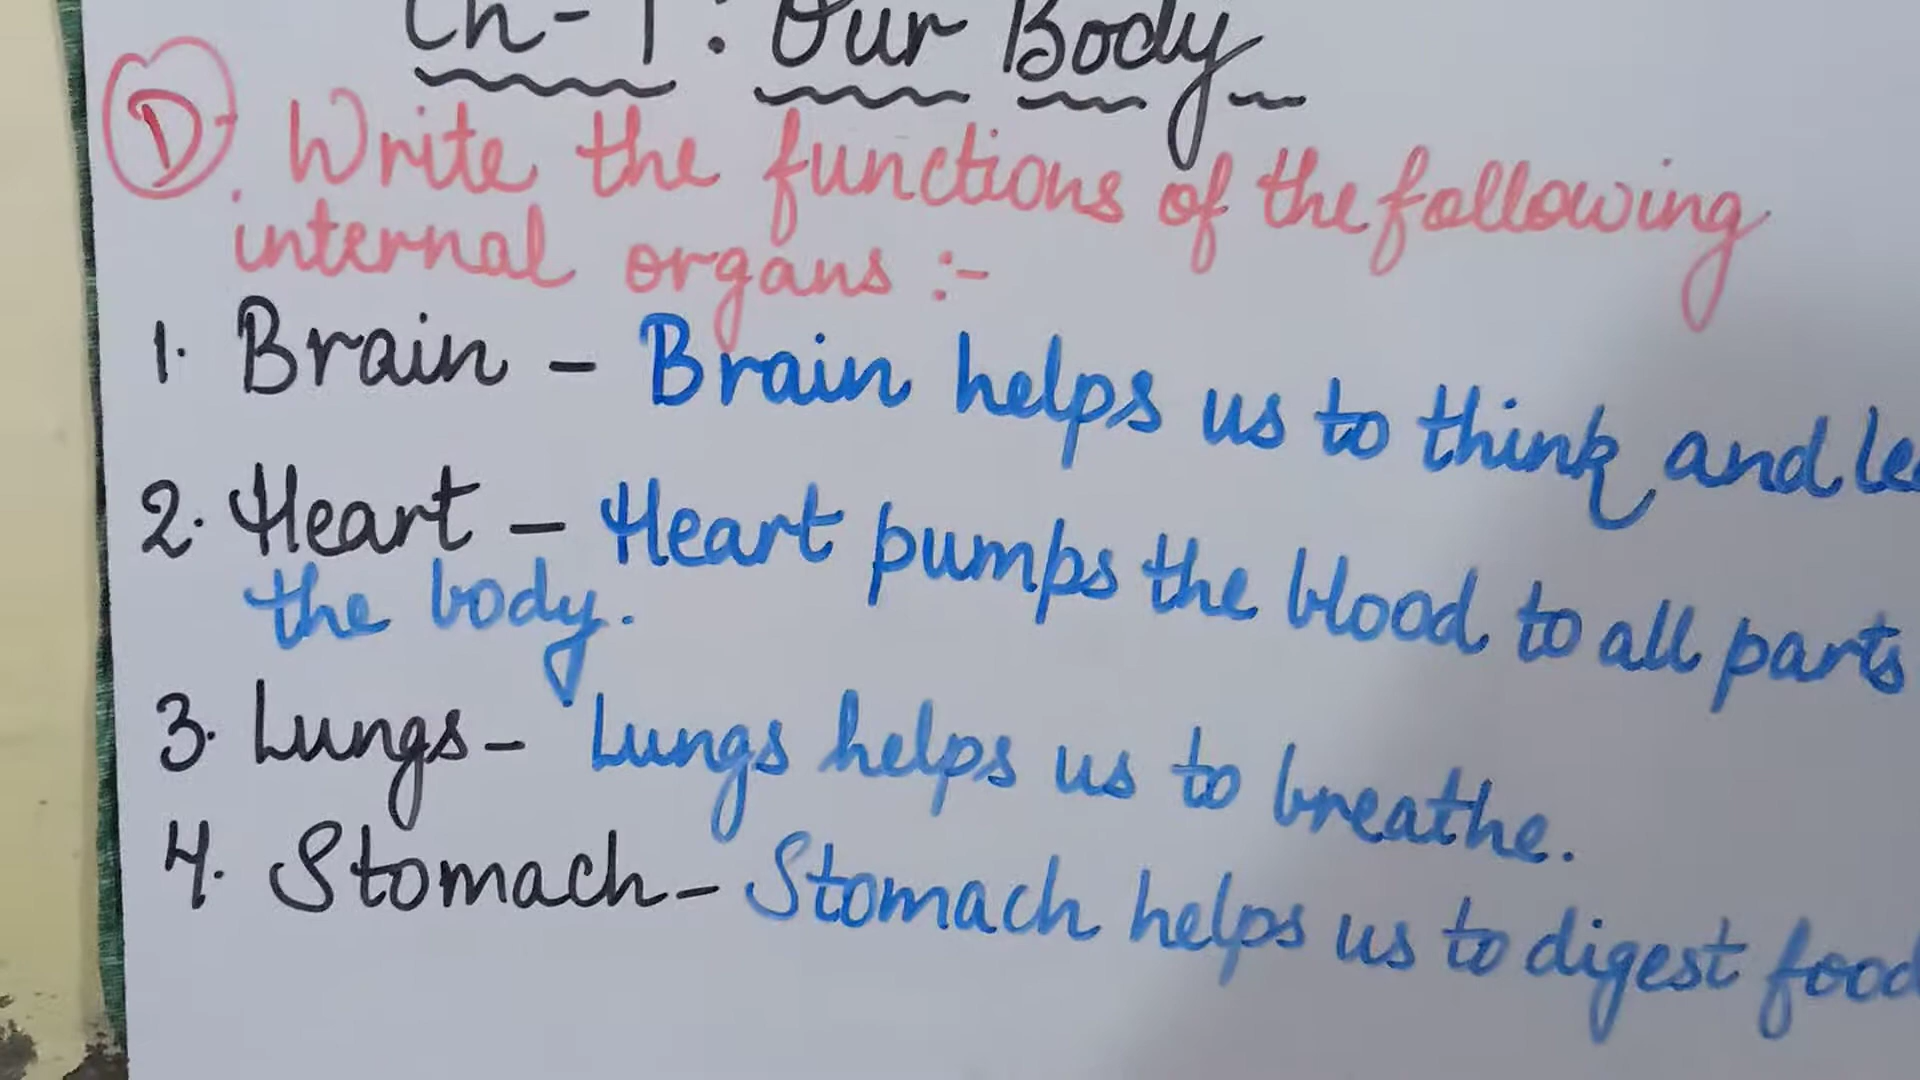 Ch-1: Our Body
D. Write the functions of the following
internal organs :-
1. Brain - Brain helps us to think and le
2. Heart - Heart pumps the blood to all parts
the body.
3. Lungs - Lungs helps us to breathe.
4. Stomach - Stomach helps us to digest food